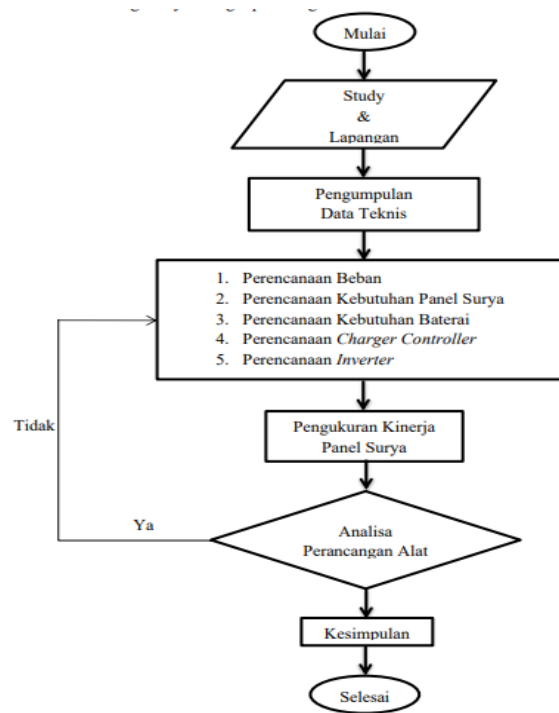 Mulai
Study
&
Lapangan
Pengumpulan
Data Teknis
1. Perencanaan Beban
2. Perencanaan Kebutuhan Panel Surya
3. Perencanaan Kebutuhan Baterai
4. Perencanaan Charger Controller
5. Perencanaan Inverter
Tidak
Pengukuran Kinerja
Panel Surya
Ya
Analisa
Perancangan Alat
Kesimpulan
Selesai